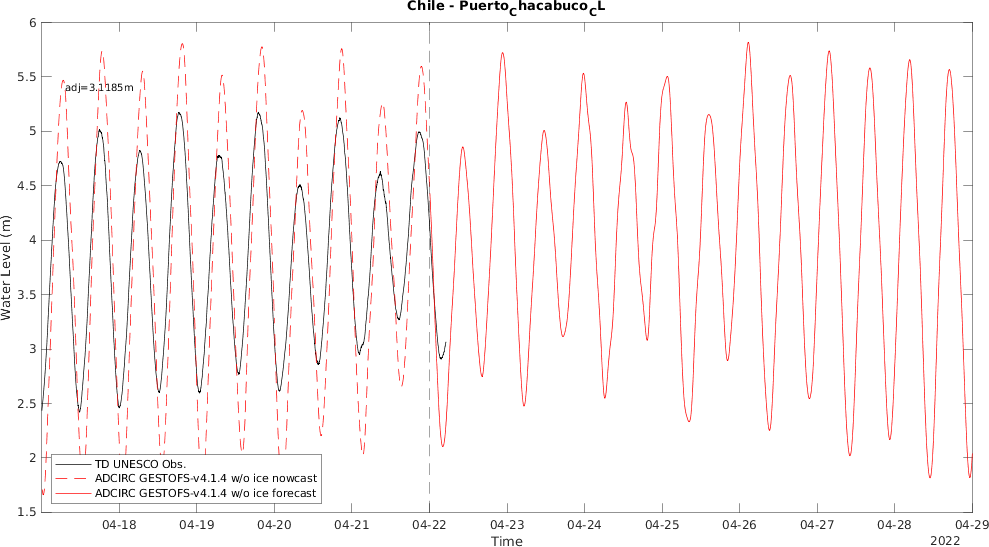 Chile - Puerto_Chacabuco_CL
6
5.5
5
4.5
4
3.5
3
2.5
2
1.5
Water Level (m)
adj=3.1185m
TD UNESCO Obs.
ADCIRC GESTOFS-v4.1.4 w/o ice nowcast
ADCIRC GESTOFS-v4.1.4 w/o ice forecast
04-18 04-19 04-20 04-21 04-22 04-23 04-24 04-25 04-26 04-27 04-28 04-29
Time
2022